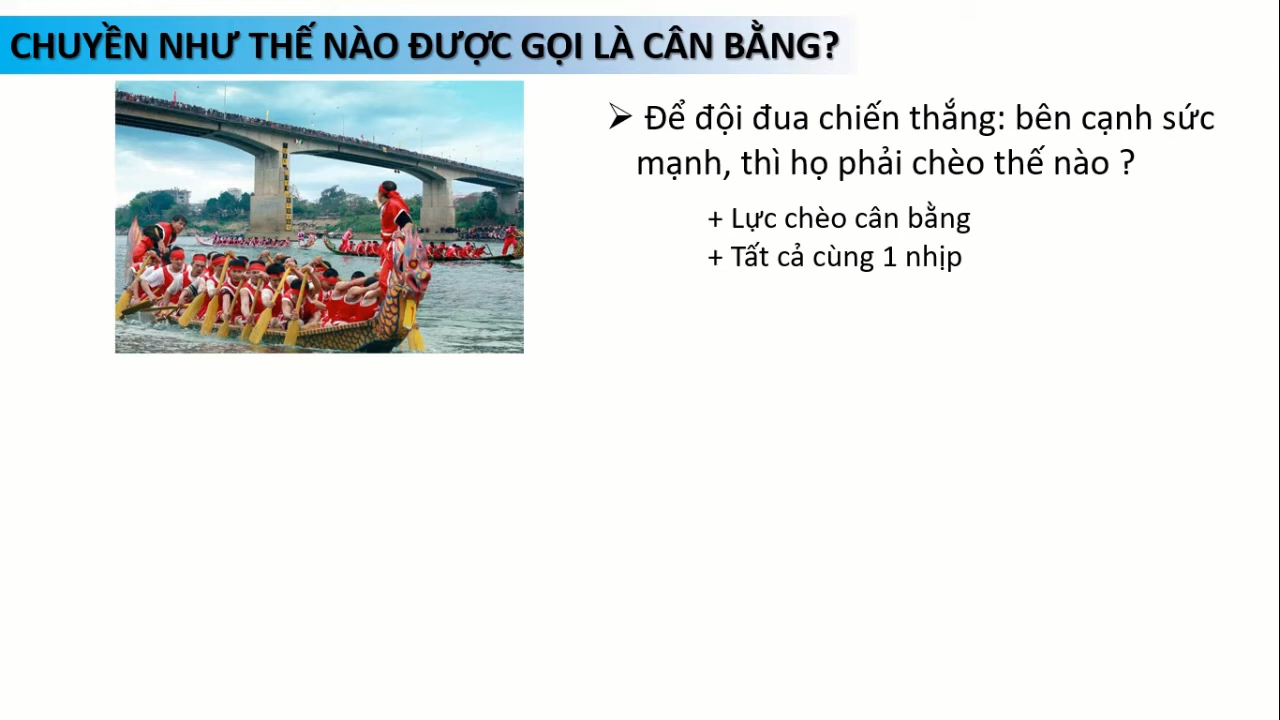 CHUYỀN NHƯ THẾ NÀO ĐƯỢC GỌI LÀ CÂN BẰNG?
➢ Để đội đua chiến thắng: bên cạnh sức
mạnh, thì họ phải chèo thế nào ?
+ Lực chèo cân bằng
+ Tất cả cùng 1 nhịp